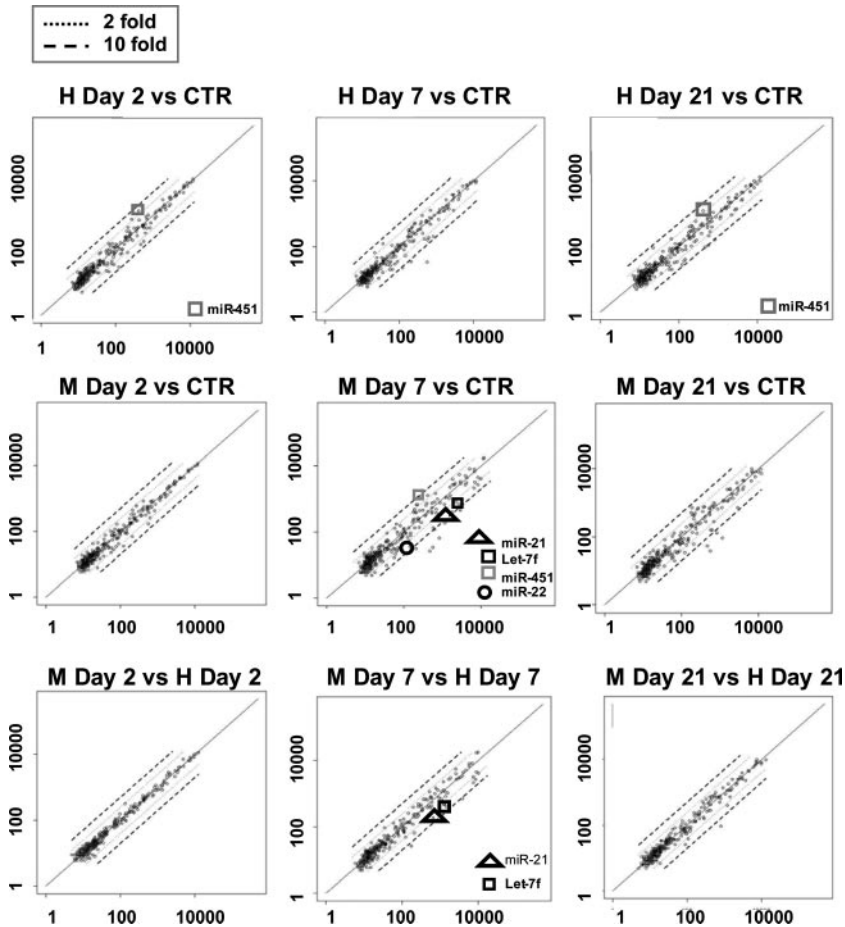 2 fold
10 fold
H Day 2 vs CTR
H Day 7 vs CTR
H Day 21 vs CTR
10000
100
1
miR-451
1 100 10000
10000
100
1
1 100 10000
10000
100
1
miR-451
1 100 10000
M Day 2 vs CTR
M Day 7 vs CTR
M Day 21 vs CTR
10000
100
1
1 100 10000
10000
100
1
miR-21
Let-7f
miR-451
miR-22
1 100 10000
10000
100
1
1 100 10000
M Day 2 vs H Day 2
M Day 7 vs H Day 7
M Day 21 vs H Day 21
10000
100
1
1 100 10000
10000
100
1
miR-21
Let-7f
1 100 10000
10000
100
1
1 100 10000